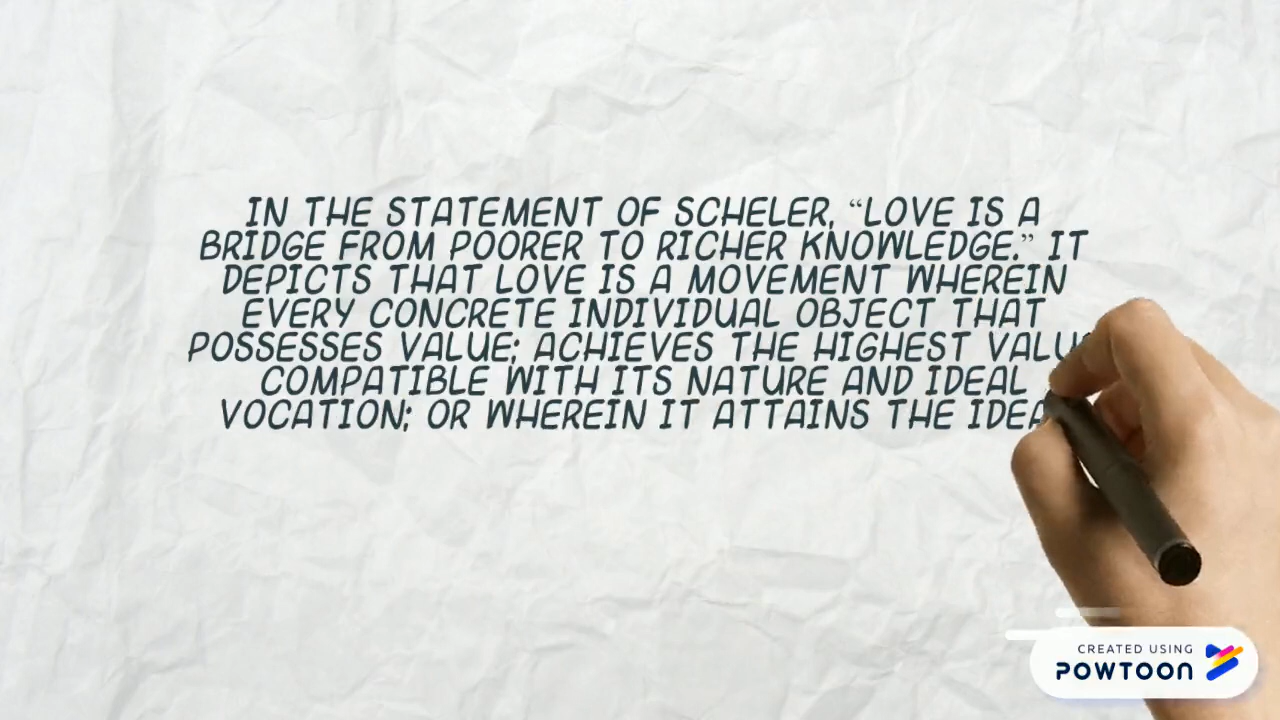 IN THE STATEMENT OF SCHELER, “LOVE IS A
BRIDGE FROM POORER TO RICHER KNOWLEDGE.” IT
DEPICTS THAT LOVE IS A MOVEMENT WHEREIN
EVERY CONCRETE INDIVIDUAL OBJECT THAT
POSSESSES VALUE; ACHIEVES THE HIGHEST
COMPATIBLE WITH ITS NATURE AND IDEAL
VOCATION; OR WHEREIN IT ATTAINS THE
CREATED USING
POWTOON